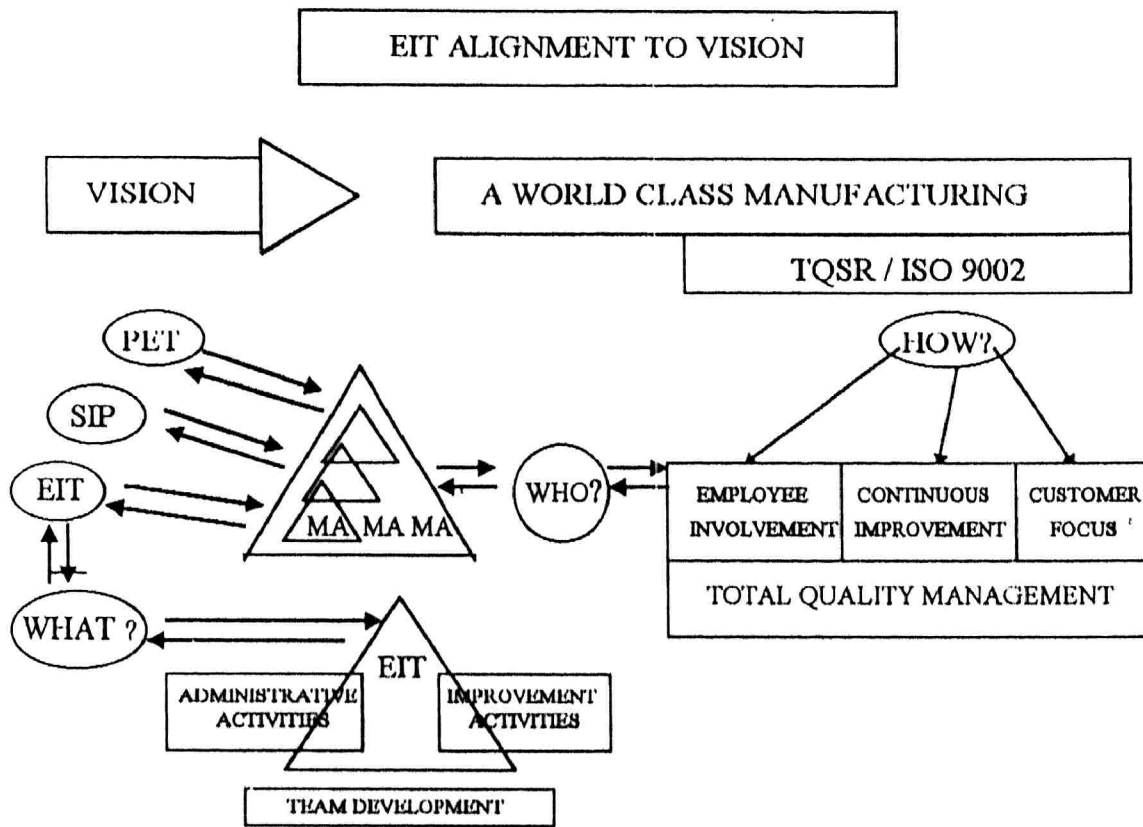 EIT ALIGNMENT TO VISION
VISION
A WORLD CLASS MANUFACTURING
TQSR / ISO 9002
HOW?
PET
SIP
EIT
MA MA MA
WHO?
EMPLOYEE
INVOLVEMENT
CONTINUOUS
IMPROVEMENT
CUSTOMER
FOCUS
TOTAL QUALITY MANAGEMENT
WHAT ?
EIT
ADMINISTRATIVE
ACTIVITIES
IMPROVEMENT
ACTIVITIES
TEAM DEVELOPMENT